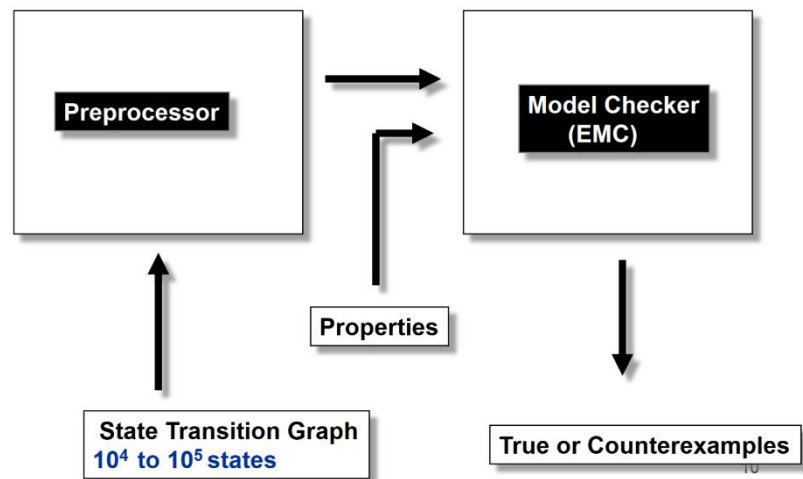 Preprocessor
Model Checker
(EMC)
Properties
State Transition Graph
10⁴ to 10⁵ states
True or Counterexamples
10